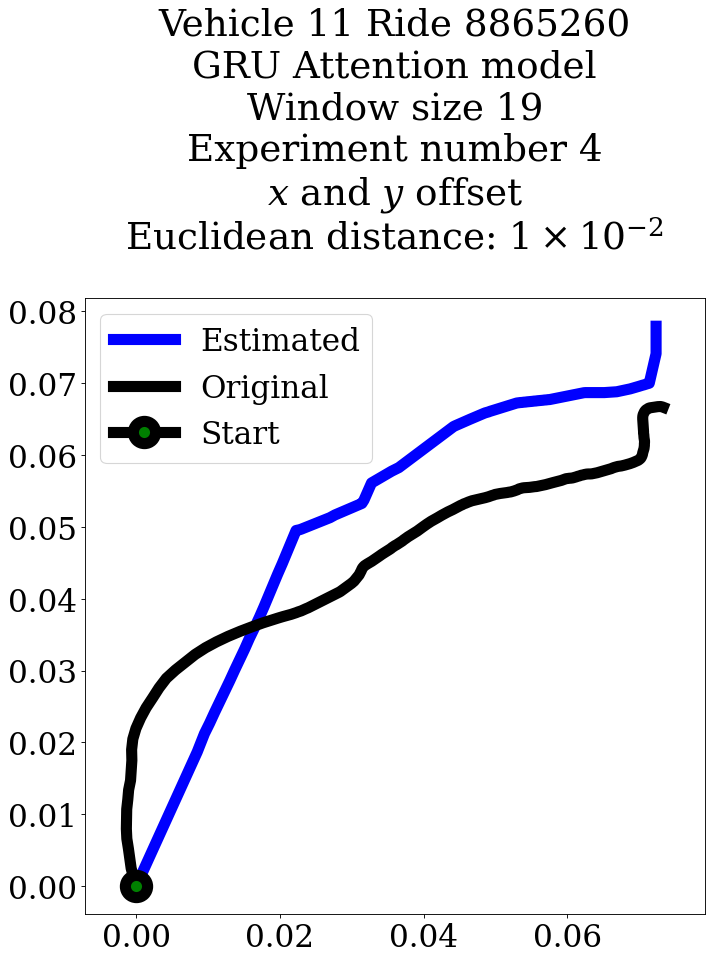 Vehicle 11 Ride 8865260
GRU Attention model
Window size 19
Experiment number 4
x and y offset
Euclidean distance: 1 × 10⁻²
Estimated
Original
Start
0.08
0.07
0.06
0.05
0.04
0.03
0.02
0.01
0.00
0.00 0.02 0.04 0.06